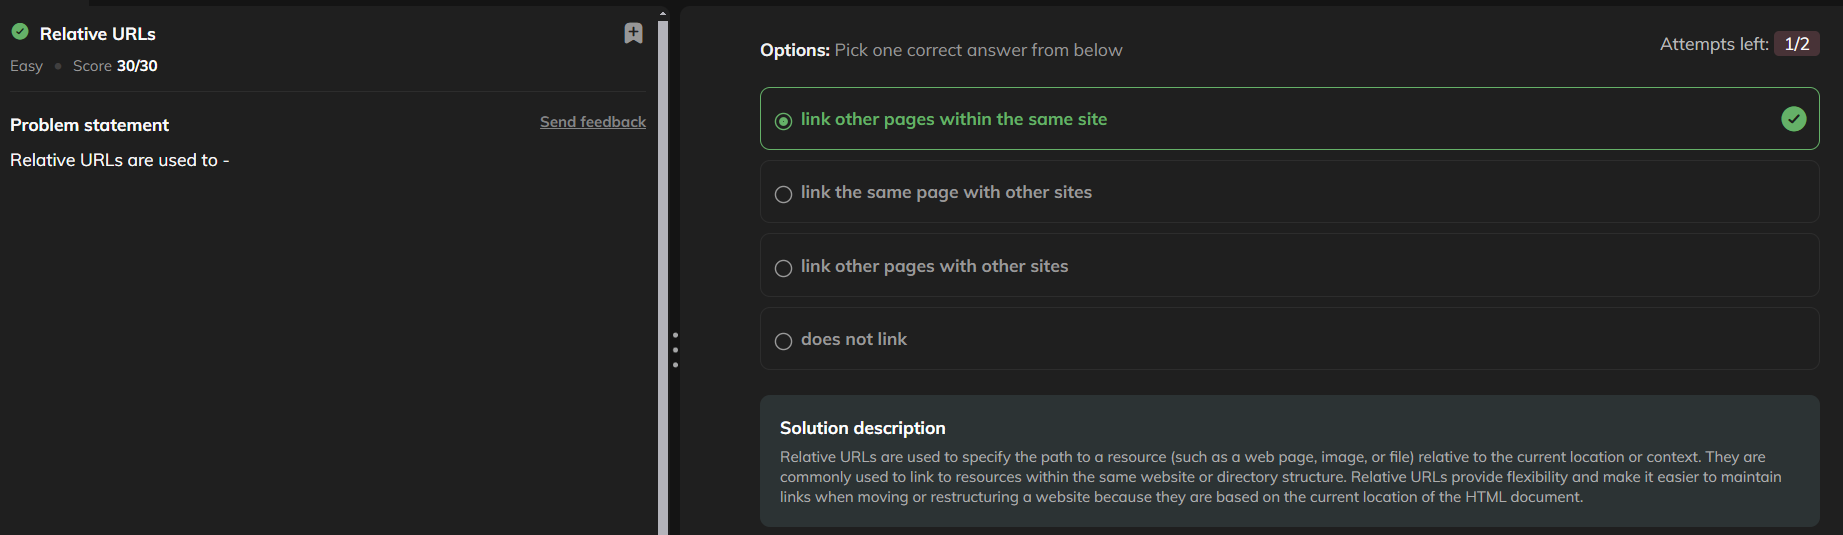 Relative URLs
Easy • Score 30/30
Problem statement
Send feedback
Relative URLs are used to -
Options: Pick one correct answer from below
Attempts left: 1/2
link other pages within the same site
link the same page with other sites
link other pages with other sites
does not link
Solution description
Relative URLs are used to specify the path to a resource (such as a web page, image, or file) relative to the current location or context. They are
commonly used to link to resources within the same website or directory structure. Relative URLs provide flexibility and make it easier to maintain
links when moving or restructuring a website because they are based on the current location of the HTML document.